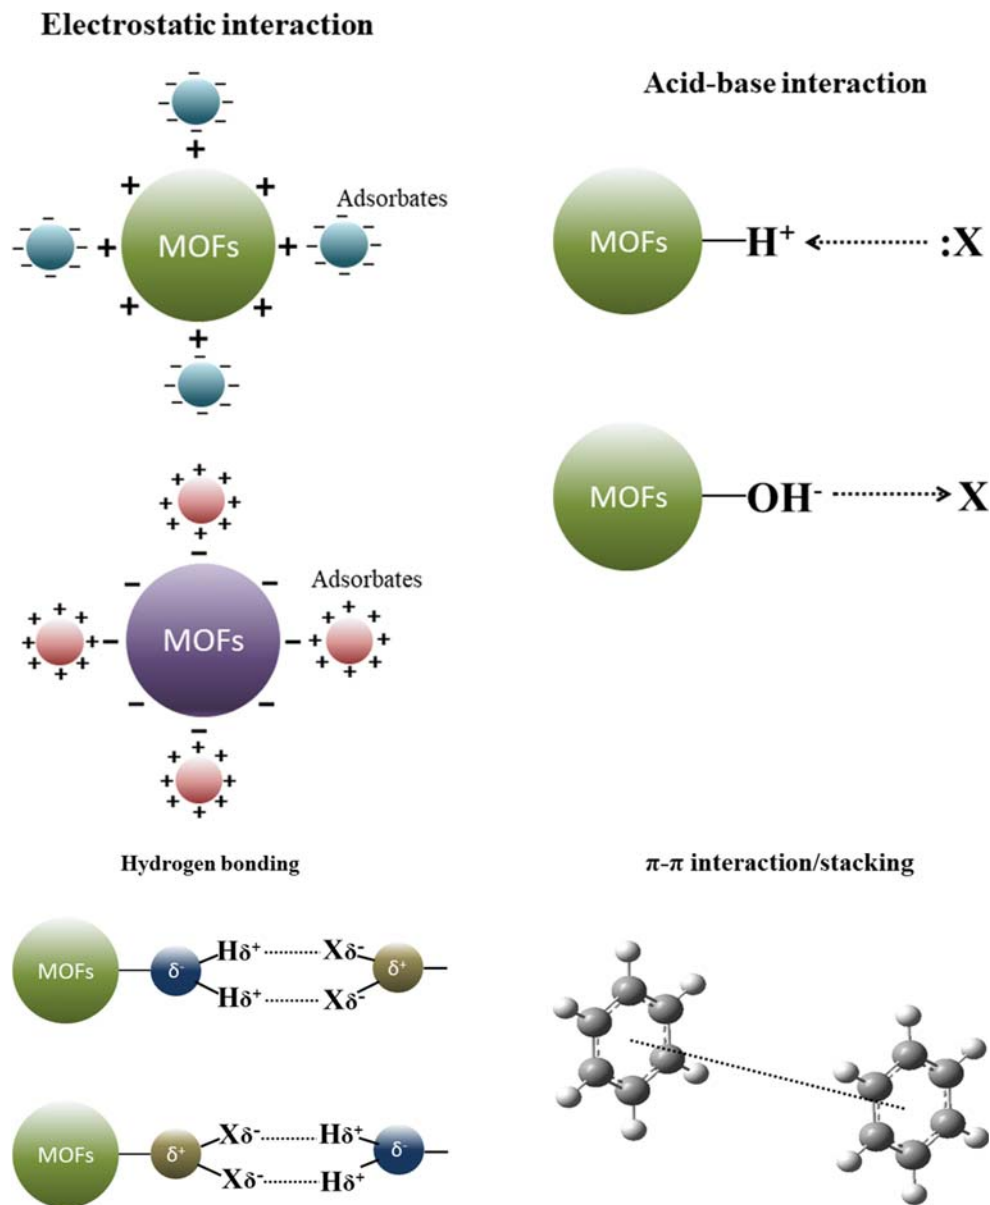 Electrostatic interaction
− − − − − − − −
+
+ +
Adsorbates
− − − − − − − −
+ MOFs +
− − − − − − − −
+ +
+
− − − − − − − −
+ + + + + + + +
−
− −
Adsorbates
+ + + + + + + +
− MOFs −
+ + + + + + + +
− −
−
+ + + + + + + +
Acid-base interaction
MOFs H⁺ :X
MOFs OH⁻ X
Hydrogen bonding
Hδ⁺ Xδ⁻
MOFs δ⁻ δ⁺
Hδ⁺ Xδ⁻
Xδ⁻ Hδ⁺
MOFs δ⁺ δ⁻
Xδ⁻ Hδ⁺
π-π interaction/stacking